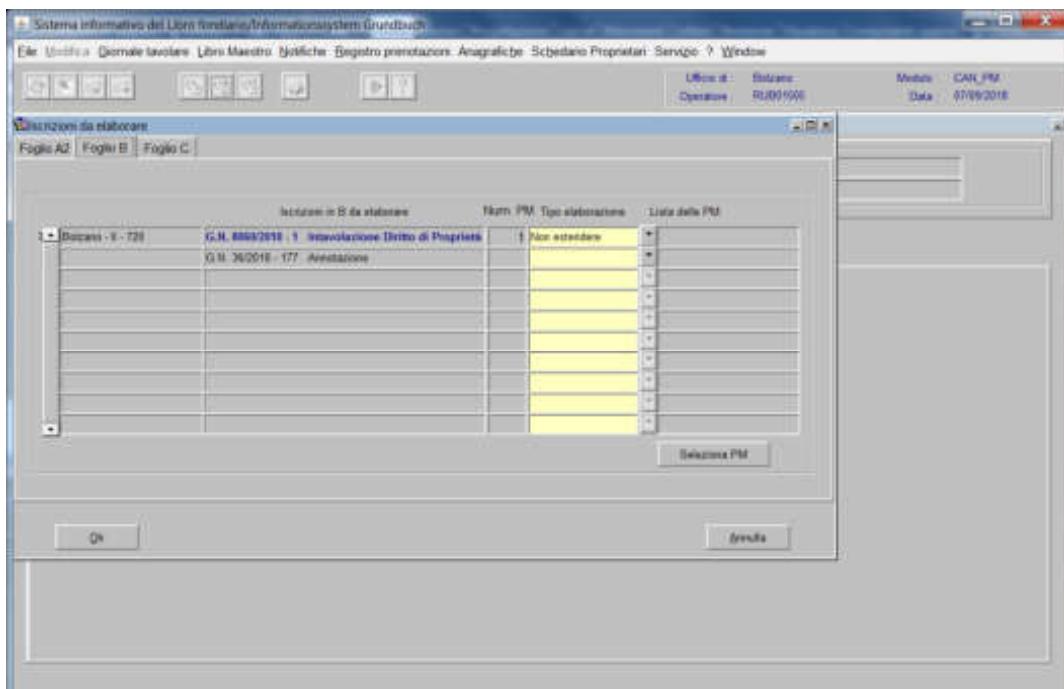 Sistema informativo del Libro fondiario/Informationssystem Grundbuch
File Modifica Giornale tavolare Libro Maestro Notifiche Registro prenotazioni Anagrafiche Schedario Proprietari Servizio ? Window
Ufficio di Bolzano Modulo CAN_PM
Operatore Data 07/09/2018
Iscrizioni da elaborare
Foglio A2 Foglio B Foglio C
Iscrizioni in B da elaborare Num. PM Tipo elaborazione Lista delle PM
Bolzano - II - 728 G.N. 8860/2018 - 1 Intavolazione Diritto di Proprietà 1 Non estendere
G.N. 36/2018 - 177 Annotazione
Seleziona PM
Ok Annulla